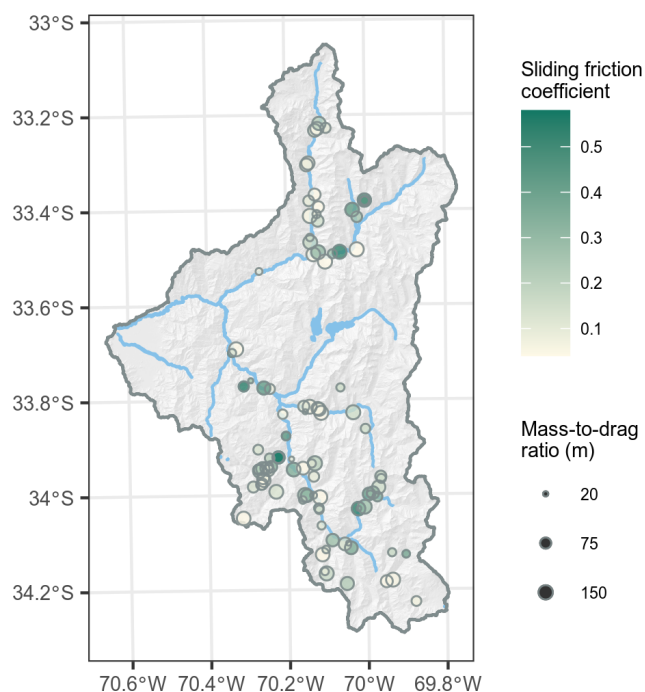 33°S
33.2°S
33.4°S
33.6°S
33.8°S
34°S
34.2°S
70.6°W 70.4°W 70.2°W 70°W 69.8°W
Sliding friction
coefficient
0.5
0.4
0.3
0.2
0.1
Mass-to-drag
ratio (m)
20
75
150